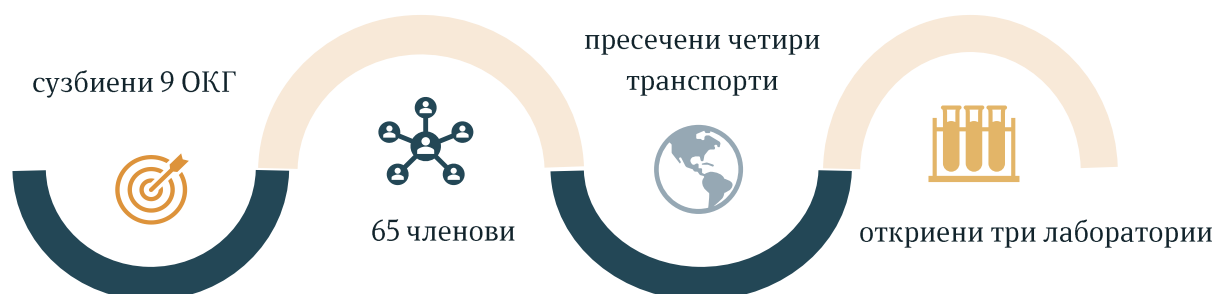 сузбиени 9 ОКГ
65 членови
пресечени четири
транспорти
откриени три лаборатории